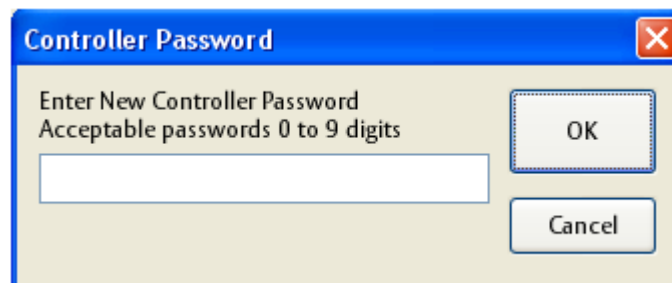 Controller Password
Enter New Controller Password
Acceptable passwords 0 to 9 digits
OK
Cancel